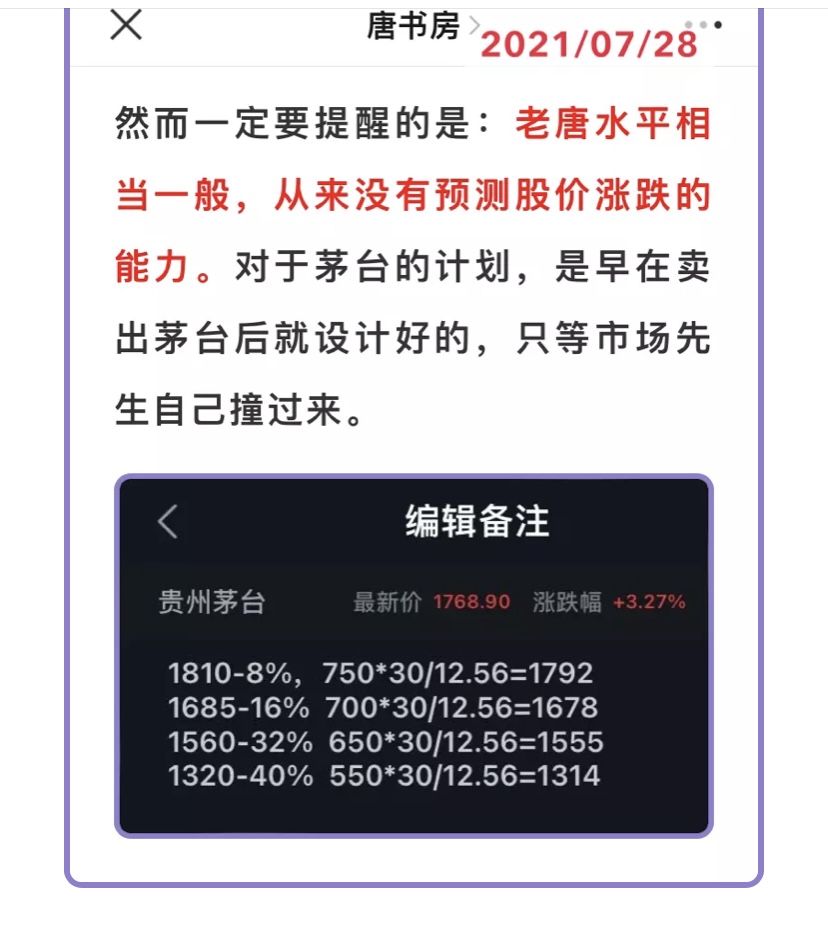 唐书房
2021/07/28
然而一定要提醒的是：老唐水平相
当一般，从来没有预测股价涨跌的
能力。对于茅台的计划，是早在卖
出茅台后就设计好的，只等市场先
生自己撞过来。
编辑备注
贵州茅台 最新价 1768.90 涨跌幅 +3.27%
1810-8%，750*30/12.56=1792
1685-16% 700*30/12.56=1678
1560-32% 650*30/12.56=1555
1320-40% 550*30/12.56=1314